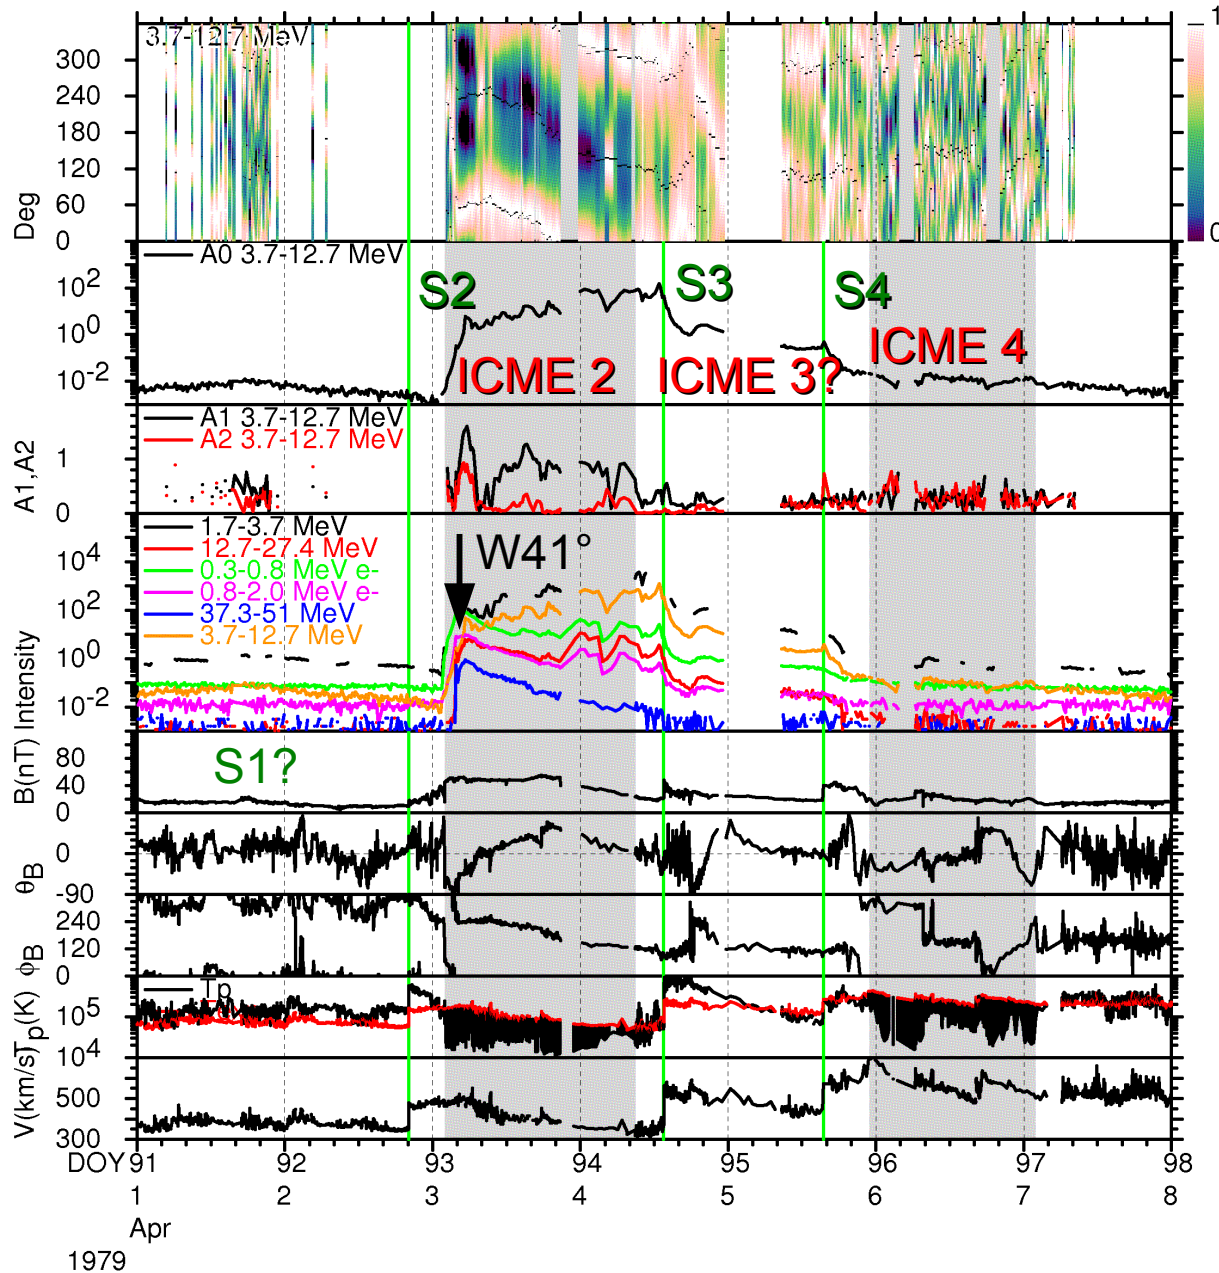 3.7-12.7 MeV
1
0
300
240
180
120
60
0
Deg
A0 3.7-12.7 MeV
10^2
10^0
10^-2
S2
S3
S4
ICME 2
ICME 3?
ICME 4
A1 3.7-12.7 MeV
A2 3.7-12.7 MeV
1
0
A1,A2
1.7-3.7 MeV
12.7-27.4 MeV
0.3-0.8 MeV e-
0.8-2.0 MeV e-
37.3-51 MeV
3.7-12.7 MeV
W41°
10^4
10^2
10^0
10^-2
Intensity
S1?
80
40
0
B(nT)
0
-90
θB
240
120
0
ϕB
Tp
10^5
10^4
Tp(K)
500
300
V(km/s)
DOY 91 92 93 94 95 96 97 98
1 2 3 4 5 6 7 8
Apr
1979